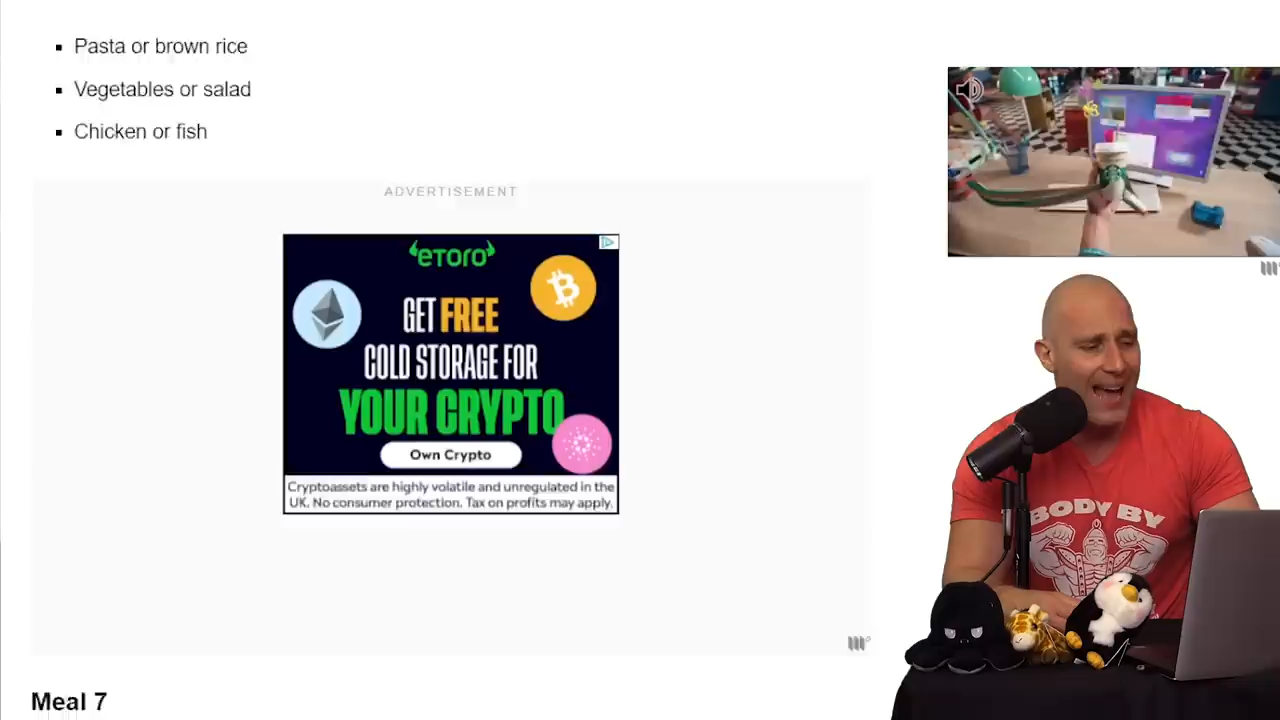 Pasta or brown rice
Vegetables or salad
Chicken or fish
ADVERTISEMENT
eTORO
GET FREE
COLD STORAGE FOR
YOUR CRYPTO
Own Crypto
Cryptoassets are highly volatile and unregulated in the
UK. No consumer protection. Tax on profits may apply.
BODY BY
Meal 7